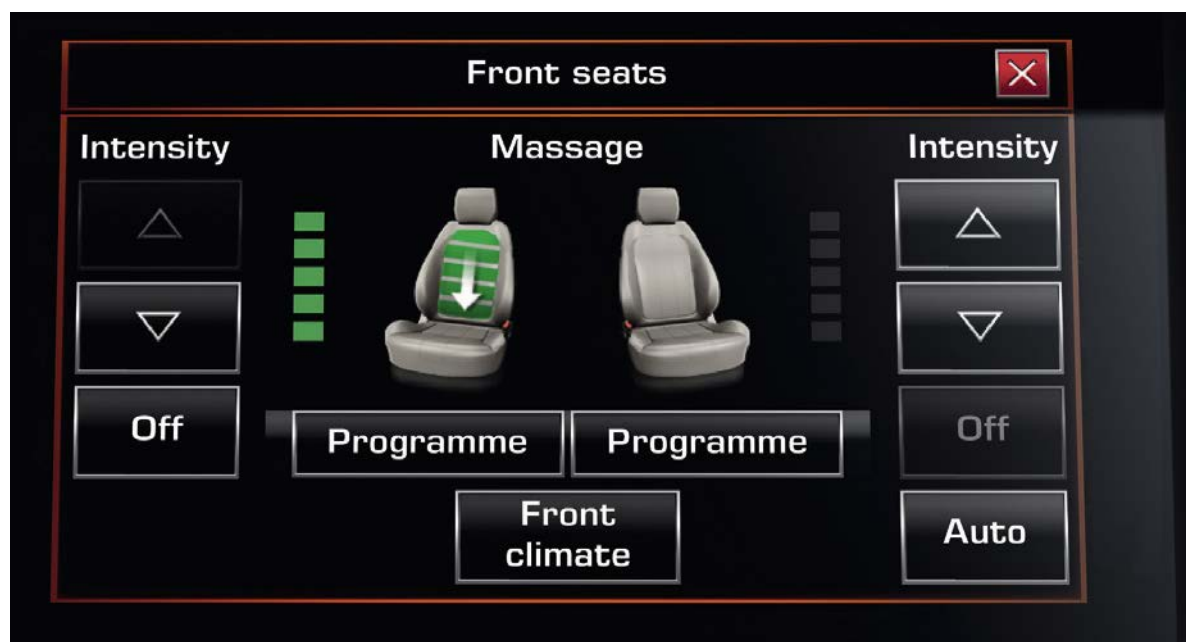 Front seats
Intensity
Massage
Intensity
Off
Programme
Programme
Off
Front
climate
Auto